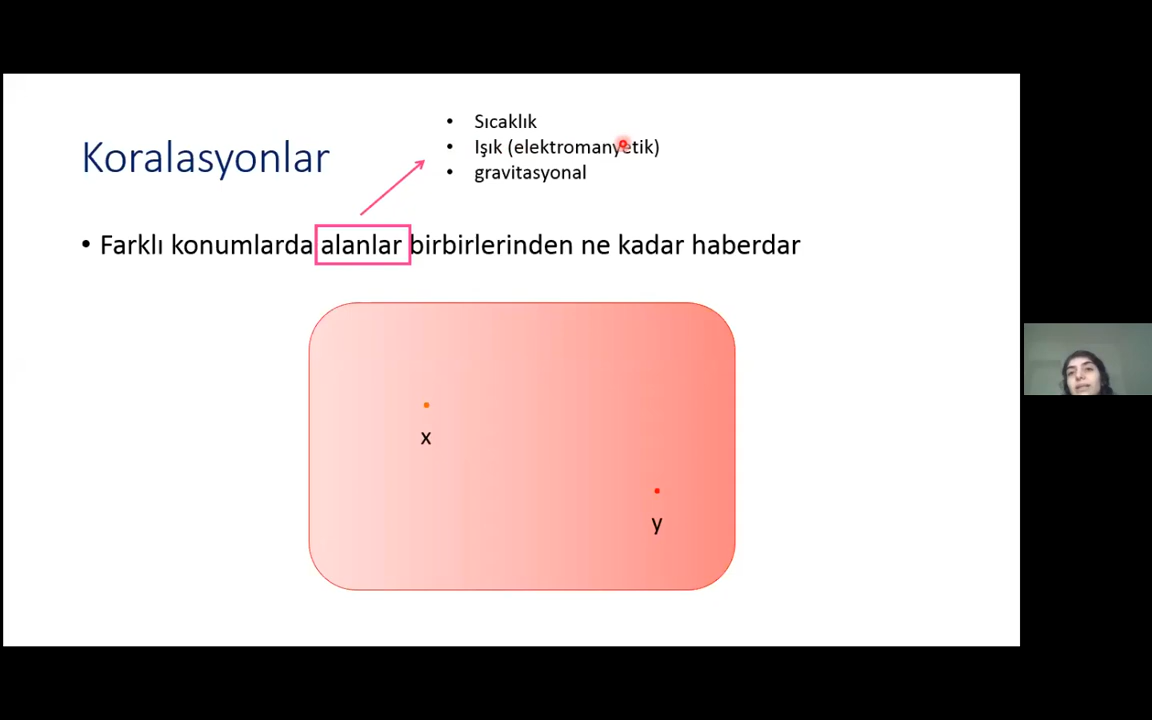 • Sıcaklık
• Işık (elektromanyetik)
• gravitasyonal
Koralasyonlar
• Farklı konumlarda alanlar birbirlerinden ne kadar haberdar
x
y